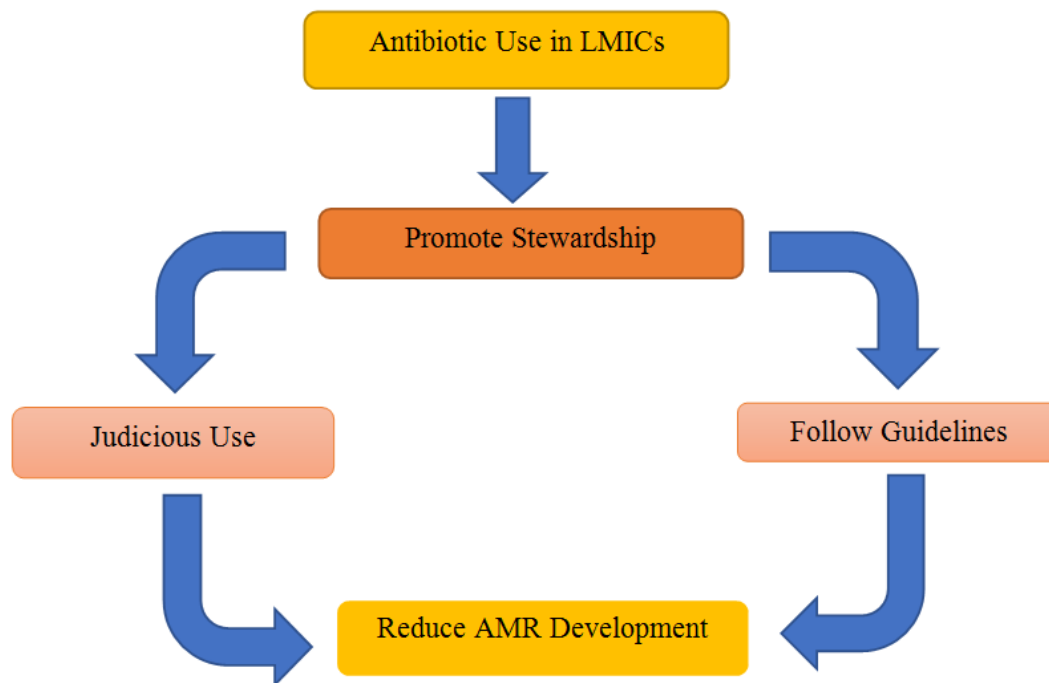 Antibiotic Use in LMICs
Promote Stewardship
Judicious Use
Follow Guidelines
Reduce AMR Development